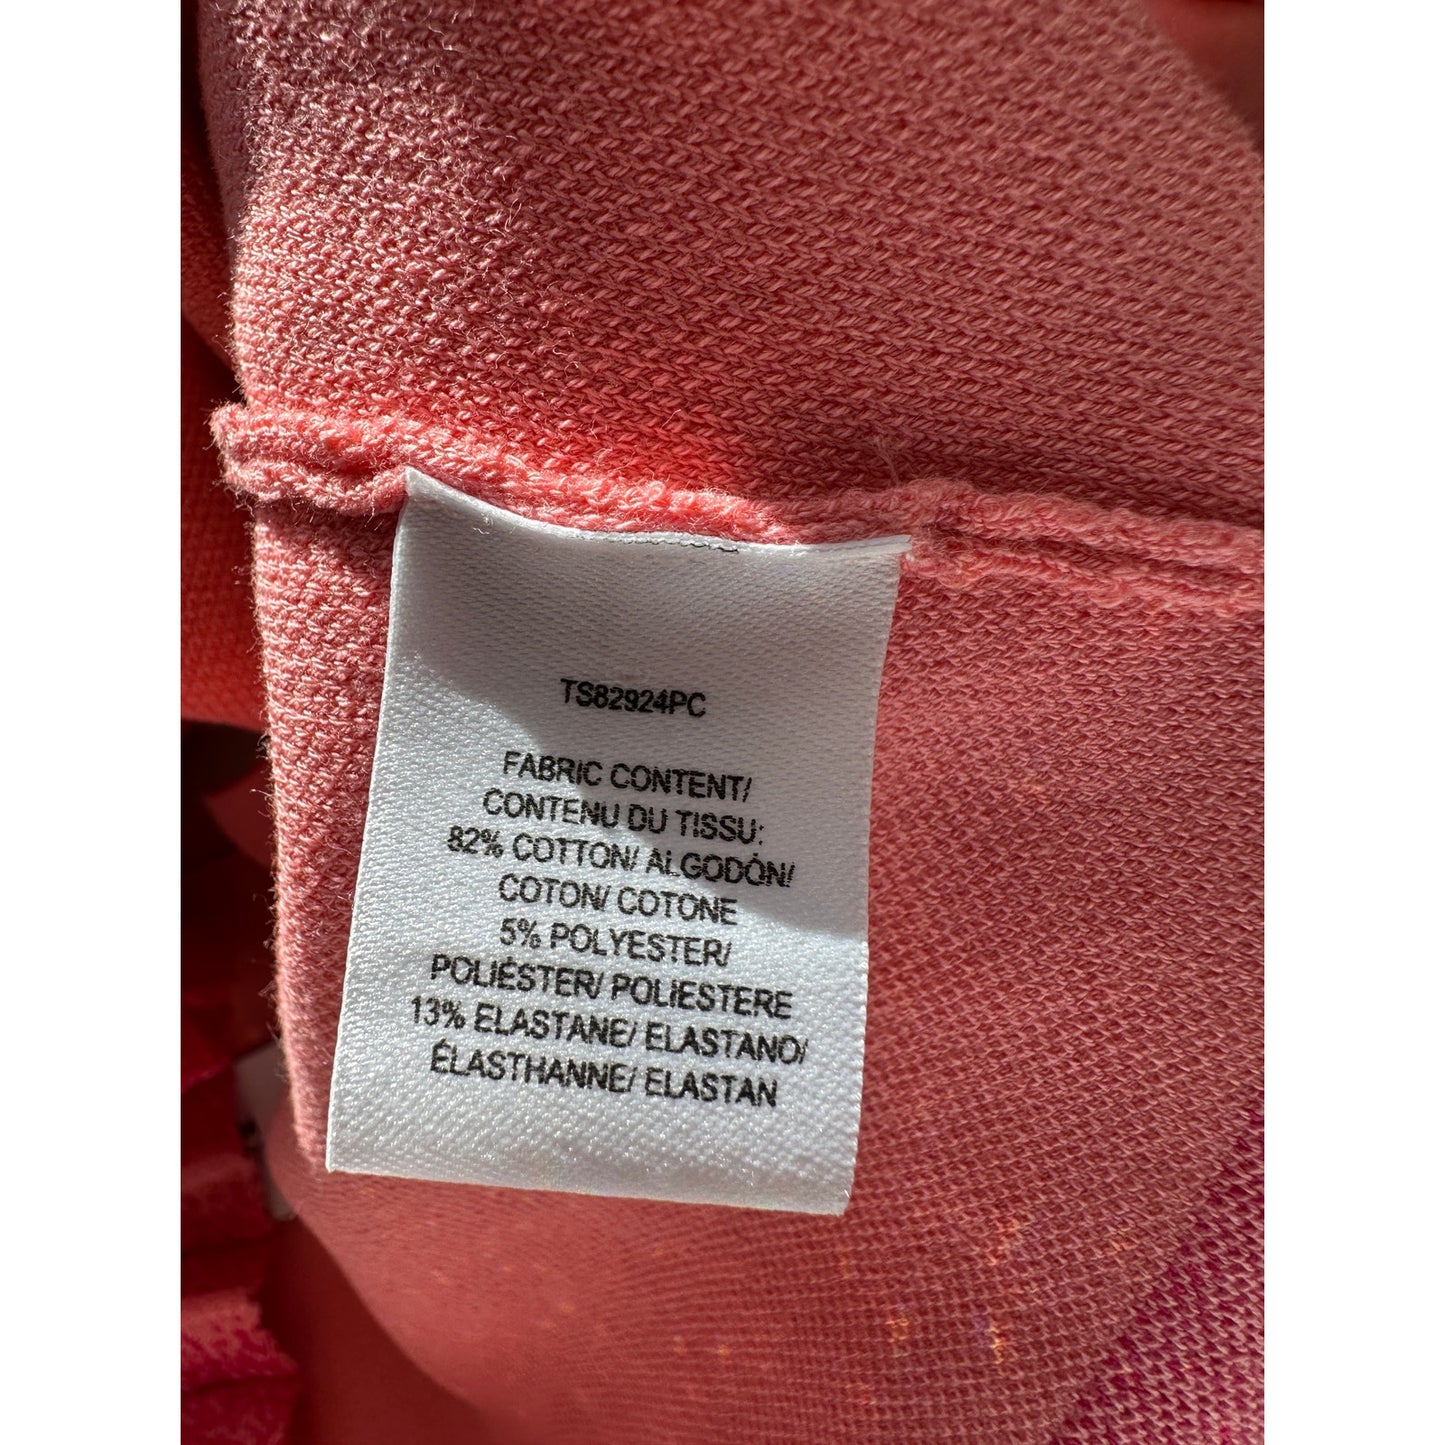 TS82924PC
FABRIC CONTENT/
CONTENU DU TISSU:
82% COTTON/ ALGODÓN/
COTON/ COTONE
5% POLYESTER/
POLIÉSTER/ POLIESTERE
13% ELASTANE/ ELASTANO/
ÉLASTHANNE/ ELASTAN